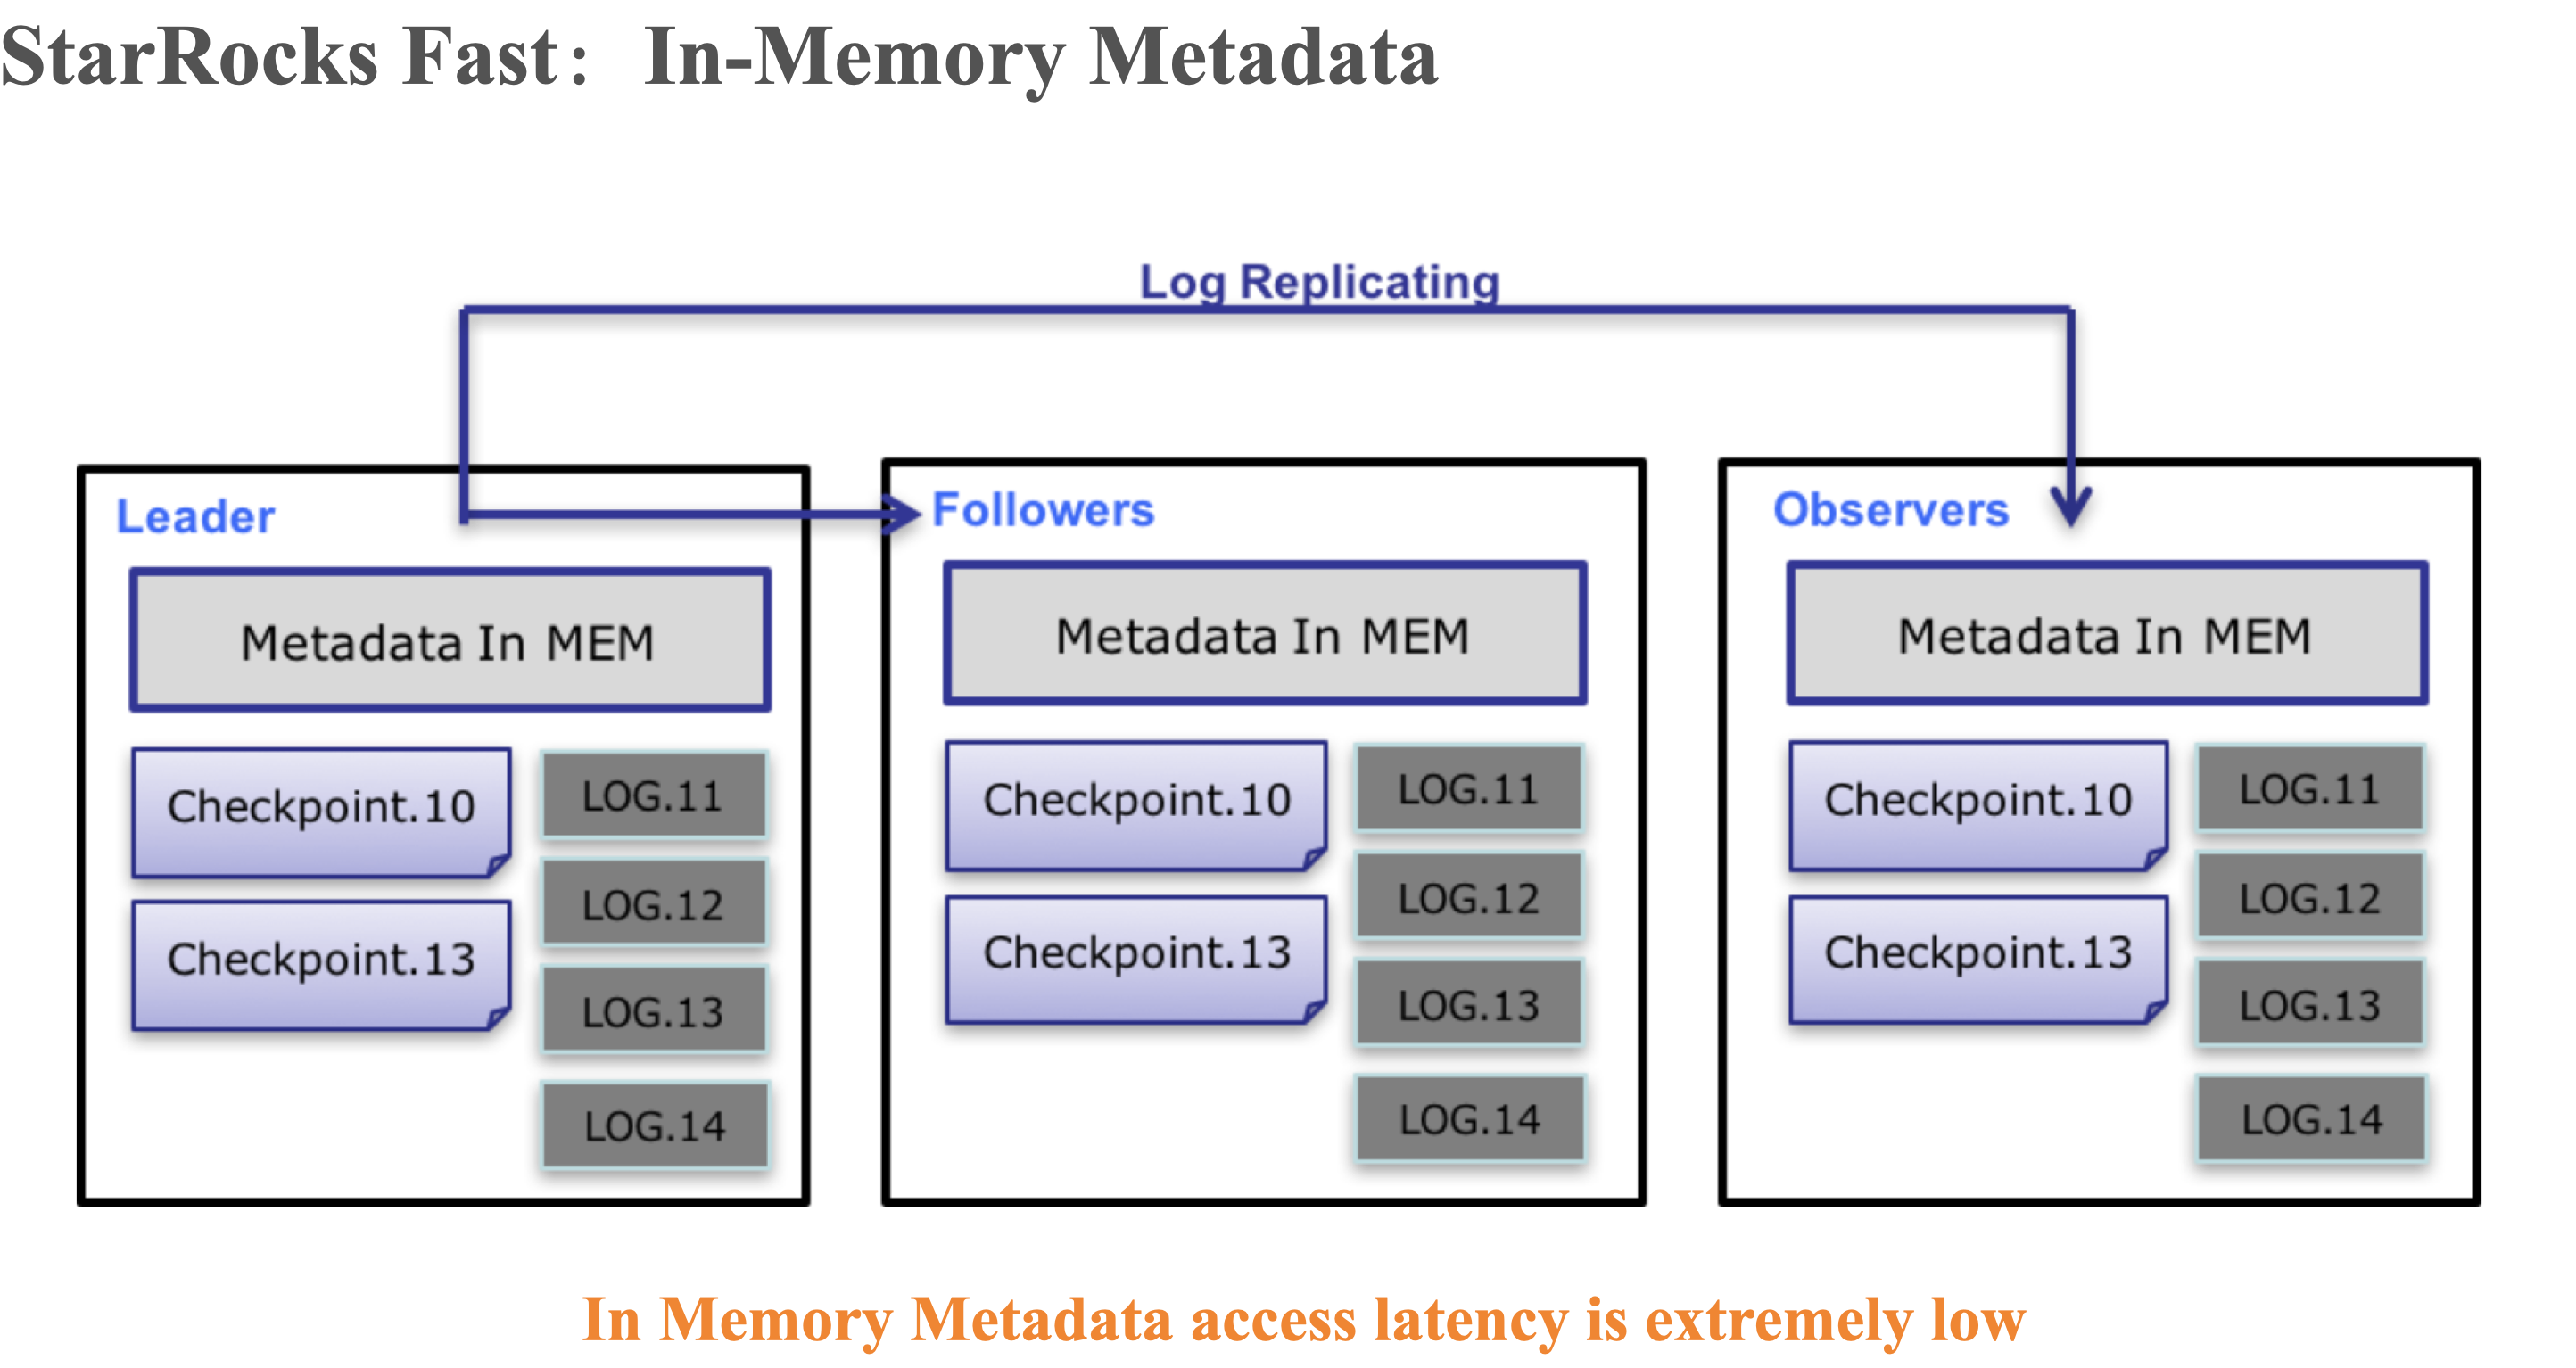 StarRocks Fast： In-Memory Metadata
Log Replicating
Leader
Metadata In MEM
Checkpoint.10
Checkpoint.13
LOG.11
LOG.12
LOG.13
LOG.14
Followers
Metadata In MEM
Checkpoint.10
Checkpoint.13
LOG.11
LOG.12
LOG.13
LOG.14
Observers
Metadata In MEM
Checkpoint.10
Checkpoint.13
LOG.11
LOG.12
LOG.13
LOG.14
In Memory Metadata access latency is extremely low